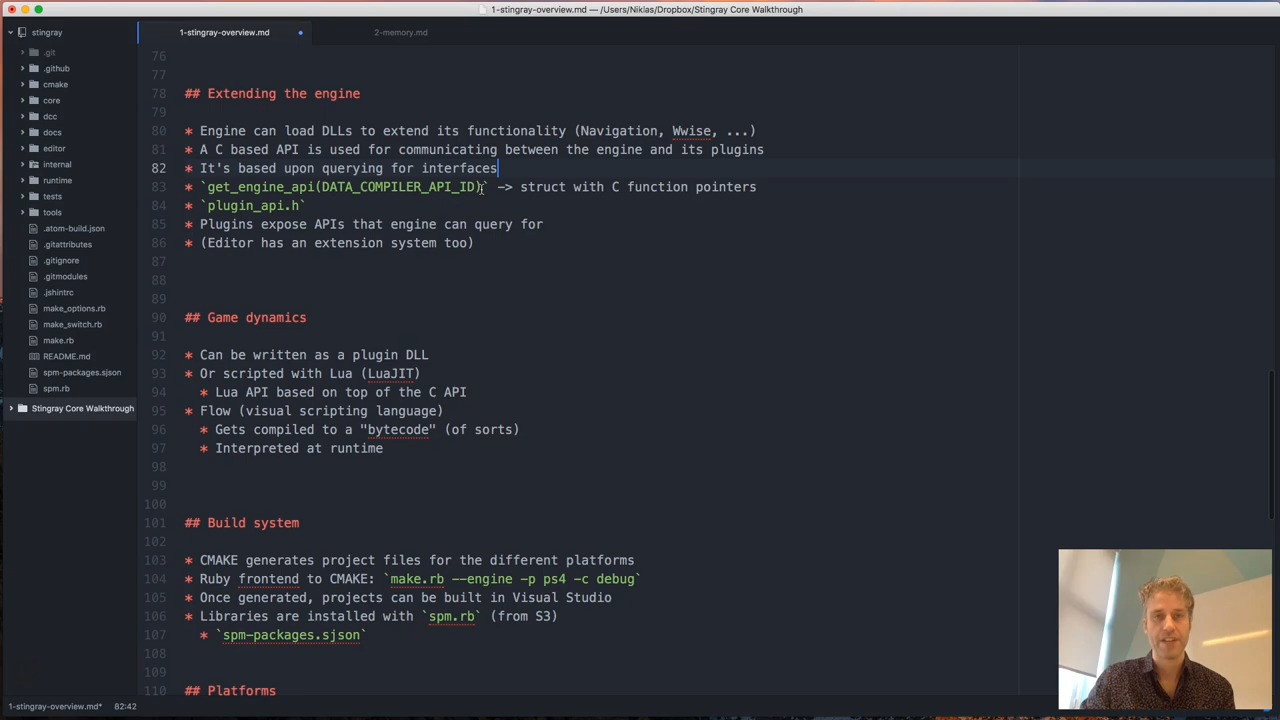 1-stingray-overview.md — /Users/Niklas/Dropbox/Stingray Core Walkthrough
stingray
.git
.github
cmake
core
dcc
docs
editor
internal
runtime
tests
tools
.atom-build.json
.gitattributes
.gitignore
.gitmodules
.jshintrc
make_options.rb
make_switch.rb
make.rb
README.md
spm-packages.sjson
spm.rb
Stingray Core Walkthrough
1-stingray-overview.md
2-memory.md
76
77
78 ## Extending the engine
79
80 * Engine can load DLLs to extend its functionality (Navigation, Wwise, ...)
81 * A C based API is used for communicating between the engine and its plugins
82 * It's based upon querying for interfaces
83 * `get_engine_api(DATA_COMPILER_API_ID)` -> struct with C function pointers
84 * `plugin_api.h`
85 * Plugins expose APIs that engine can query for
86 * (Editor has an extension system too)
87
88
89
90 ## Game dynamics
91
92 * Can be written as a plugin DLL
93 * Or scripted with Lua (LuaJIT)
94 * Lua API based on top of the C API
95 * Flow (visual scripting language)
96 * Gets compiled to a "bytecode" (of sorts)
97 * Interpreted at runtime
98
99
100
101 ## Build system
102
103 * CMAKE generates project files for the different platforms
104 * Ruby frontend to CMAKE: `make.rb --engine -p ps4 -c debug`
105 * Once generated, projects can be built in Visual Studio
106 * Libraries are installed with `spm.rb` (from S3)
107 * `spm-packages.sjson`
108
109
110 ## Platforms
1-stingray-overview.md* 82:42